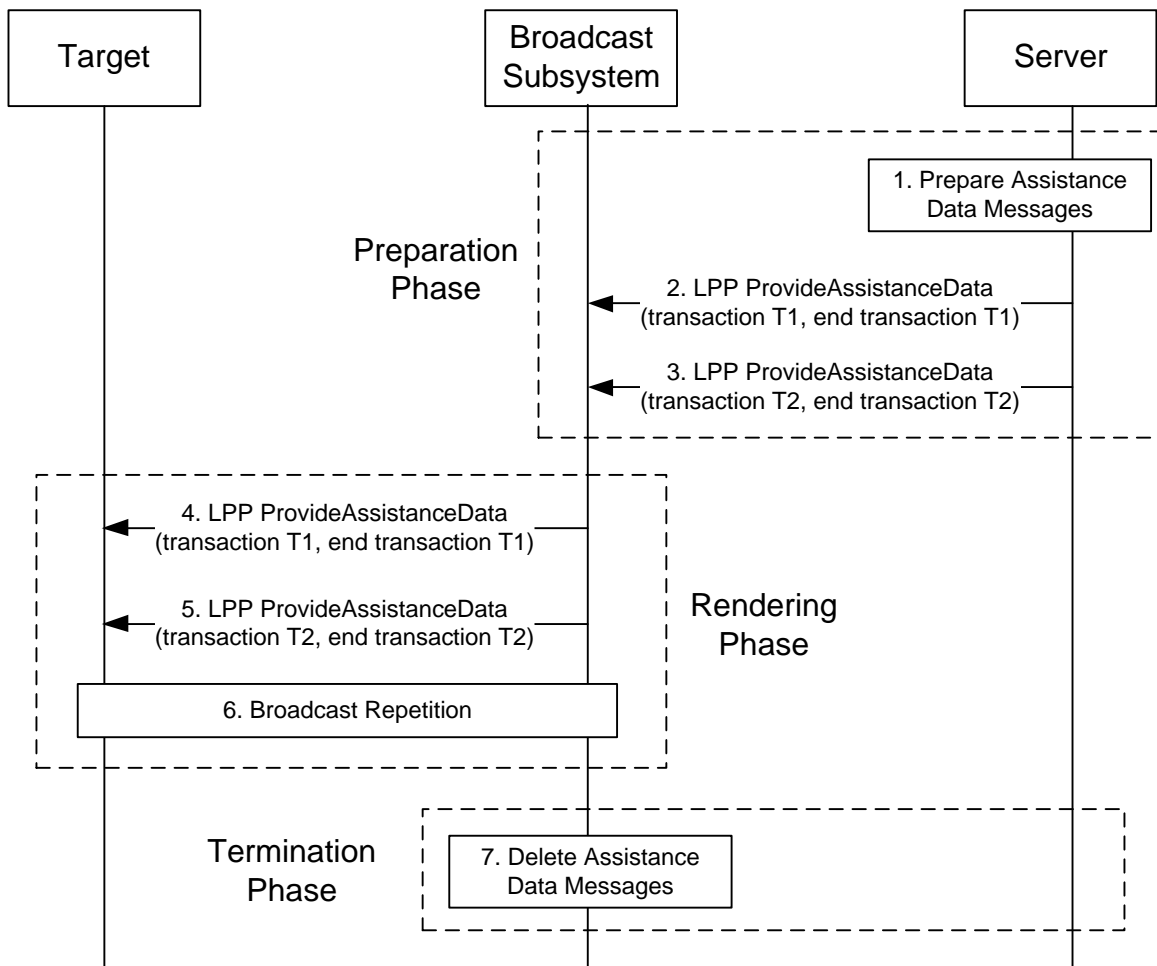 Target
Broadcast
Subsystem
Server
1. Prepare Assistance
Data Messages
Preparation
Phase
2. LPP ProvideAssistanceData
(transaction T1, end transaction T1)
3. LPP ProvideAssistanceData
(transaction T2, end transaction T2)
4. LPP ProvideAssistanceData
(transaction T1, end transaction T1)
5. LPP ProvideAssistanceData
(transaction T2, end transaction T2)
Rendering
Phase
6. Broadcast Repetition
Termination
Phase
7. Delete Assistance
Data Messages